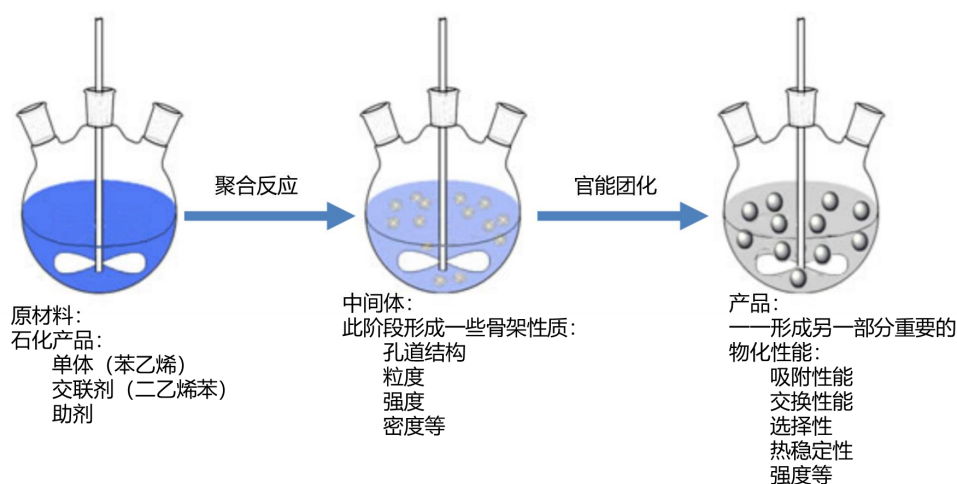 聚合反应
官能团化
原材料:
石化产品:
单体（苯乙烯）
交联剂（二乙烯苯）
助剂
中间体:
此阶段形成一些骨架性质:
孔道结构
粒度
强度
密度等
产品:
一一形成另一部分重要的
物化性能:
吸附性能
交换性能
选择性
热稳定性
强度等